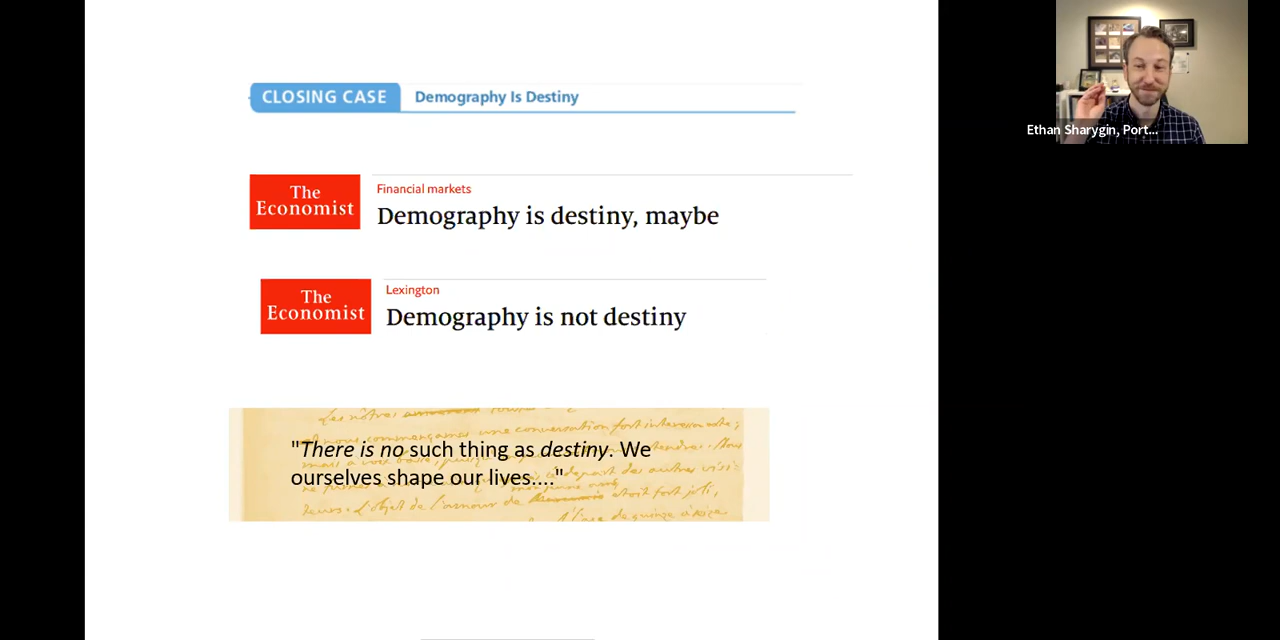 CLOSING CASE
Demography Is Destiny
The
Economist
Financial markets
Demography is destiny, maybe
The
Economist
Lexington
Demography is not destiny
"There is no such thing as destiny. We
ourselves shape our lives...."
Ethan Sharygin, Port...